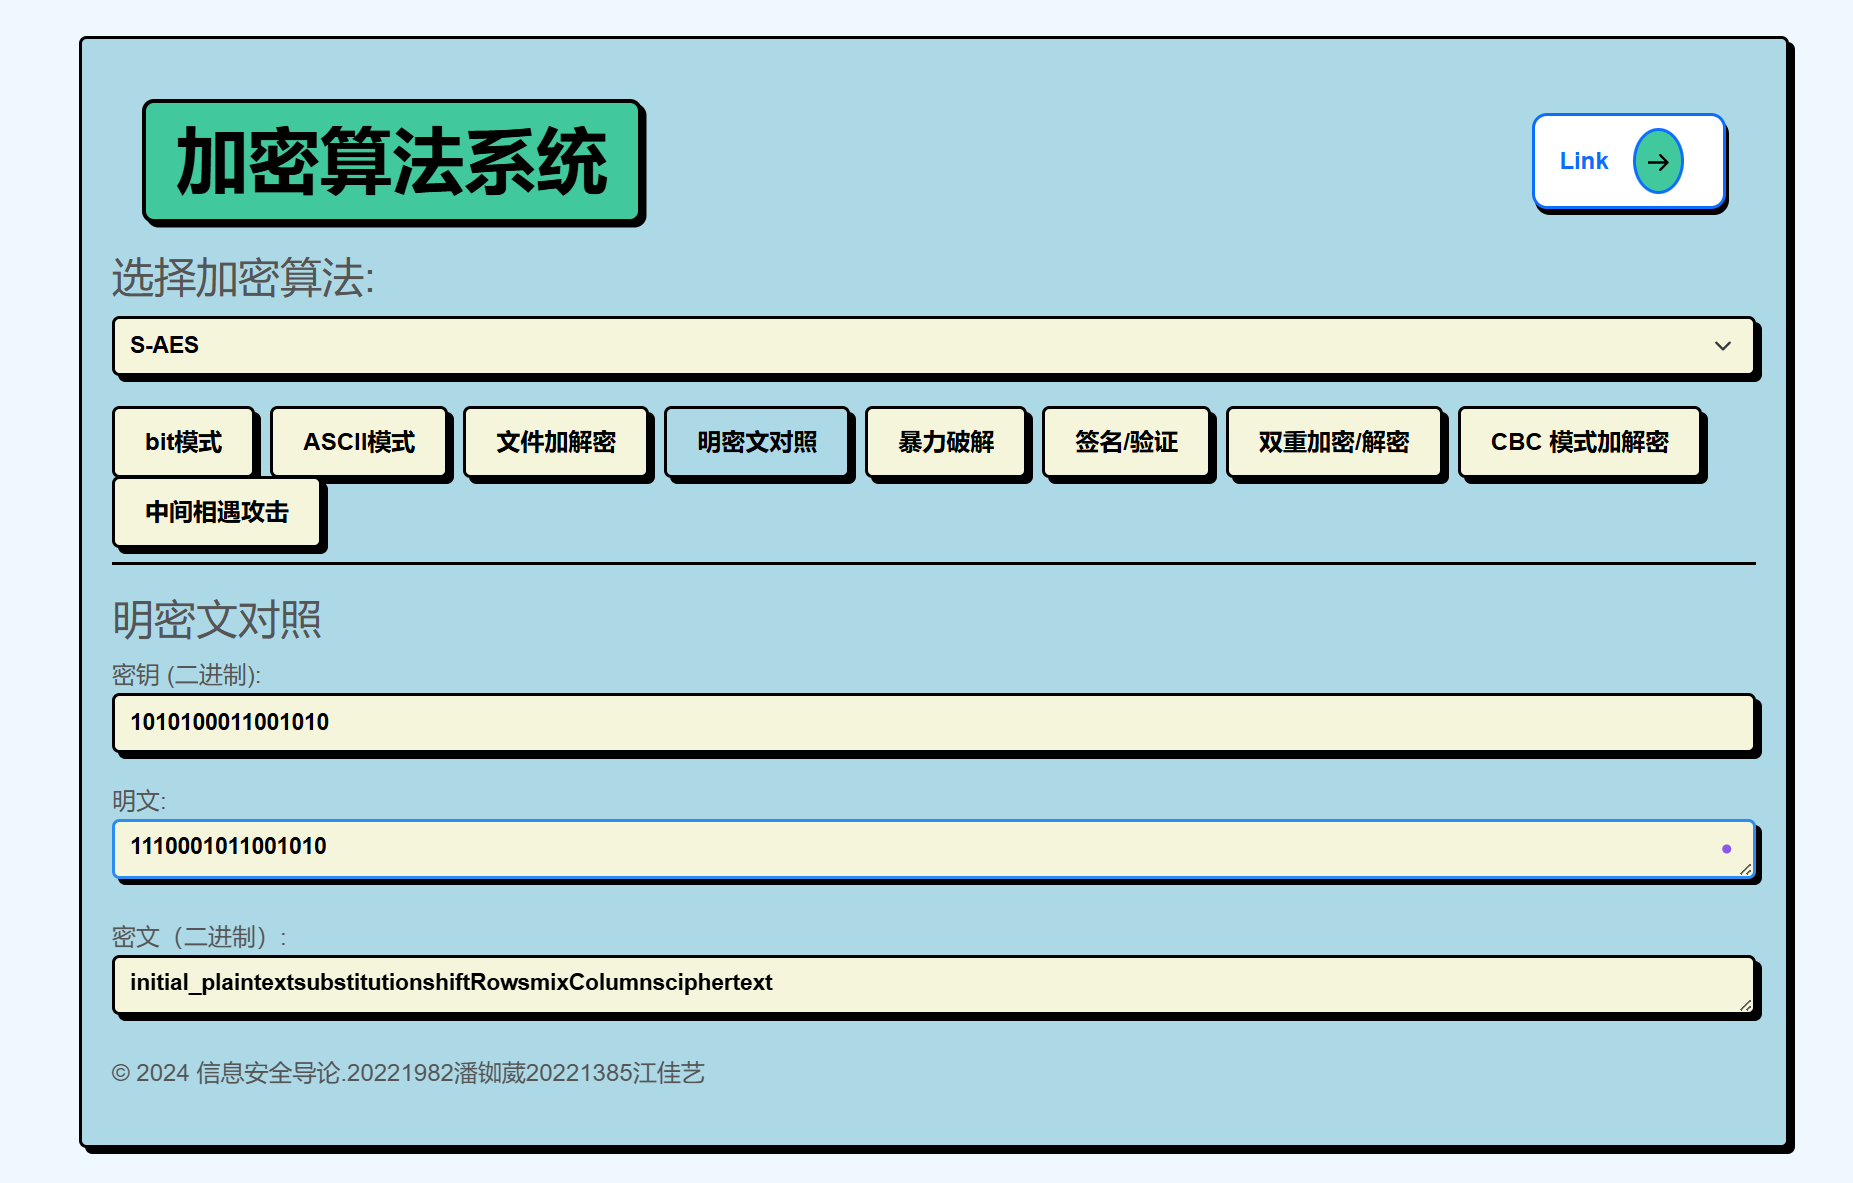 加密算法系统
Link
选择加密算法:
S-AES
bit模式 ASCII模式 文件加解密 明密文对照 暴力破解 签名/验证 双重加密/解密 CBC 模式加解密
中间相遇攻击
明密文对照
密钥 (二进制):
1010100011001010
明文:
1110001011001010
密文（二进制）:
initial_plaintextsubstitutionshiftRowsmixColumnsciphertext
© 2024 信息安全导论.20221982潘铷葳20221385江佳艺